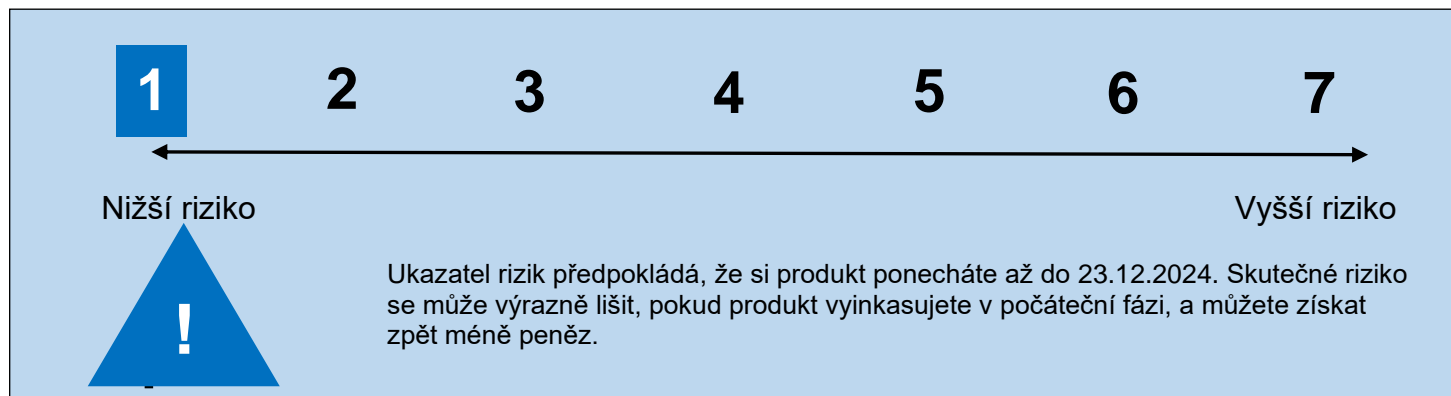 1 2 3 4 5 6 7
Nižší riziko Vyšší riziko
Ukazatel rizik předpokládá, že si produkt ponecháte až do 23.12.2024. Skutečné riziko
se může výrazně lišit, pokud produkt vyinkasujete v počáteční fázi, a můžete získat
zpět méně peněz.
!